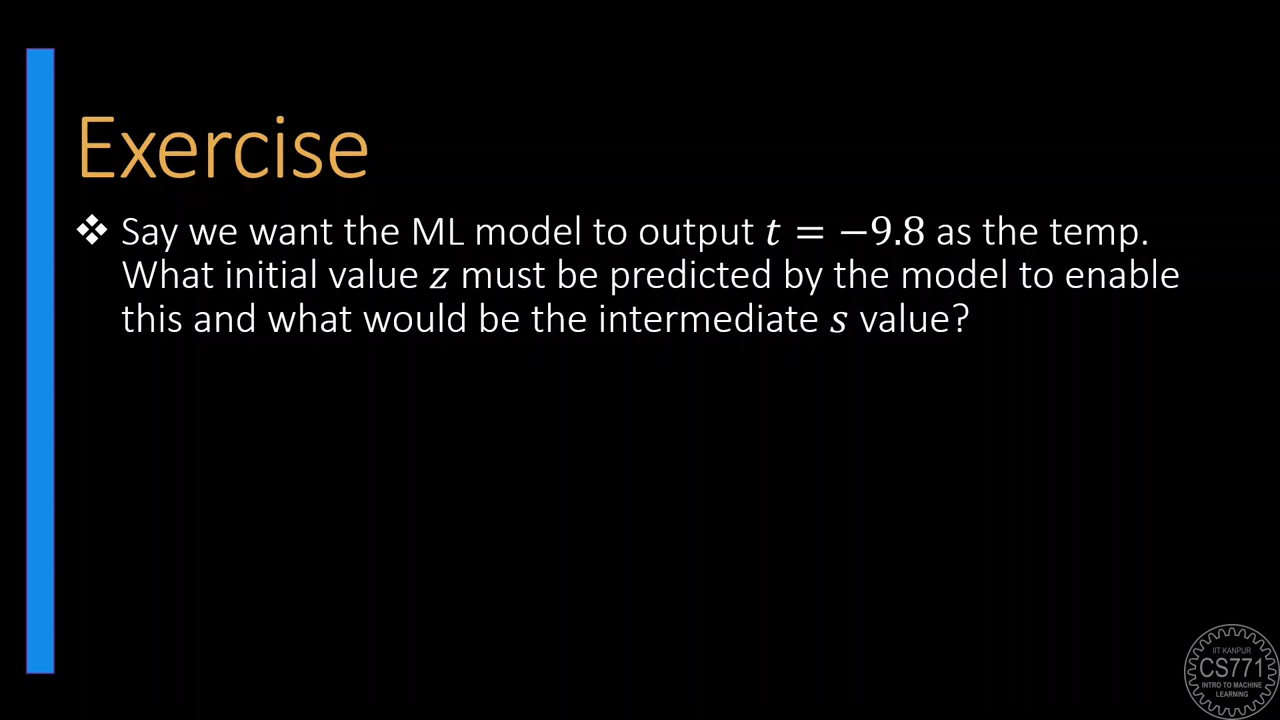 Exercise
❖ Say we want the ML model to output t = −9.8 as the temp.
What initial value z must be predicted by the model to enable
this and what would be the intermediate s value?
IIT KANPUR
CS771
INTRO TO MACHINE
LEARNING